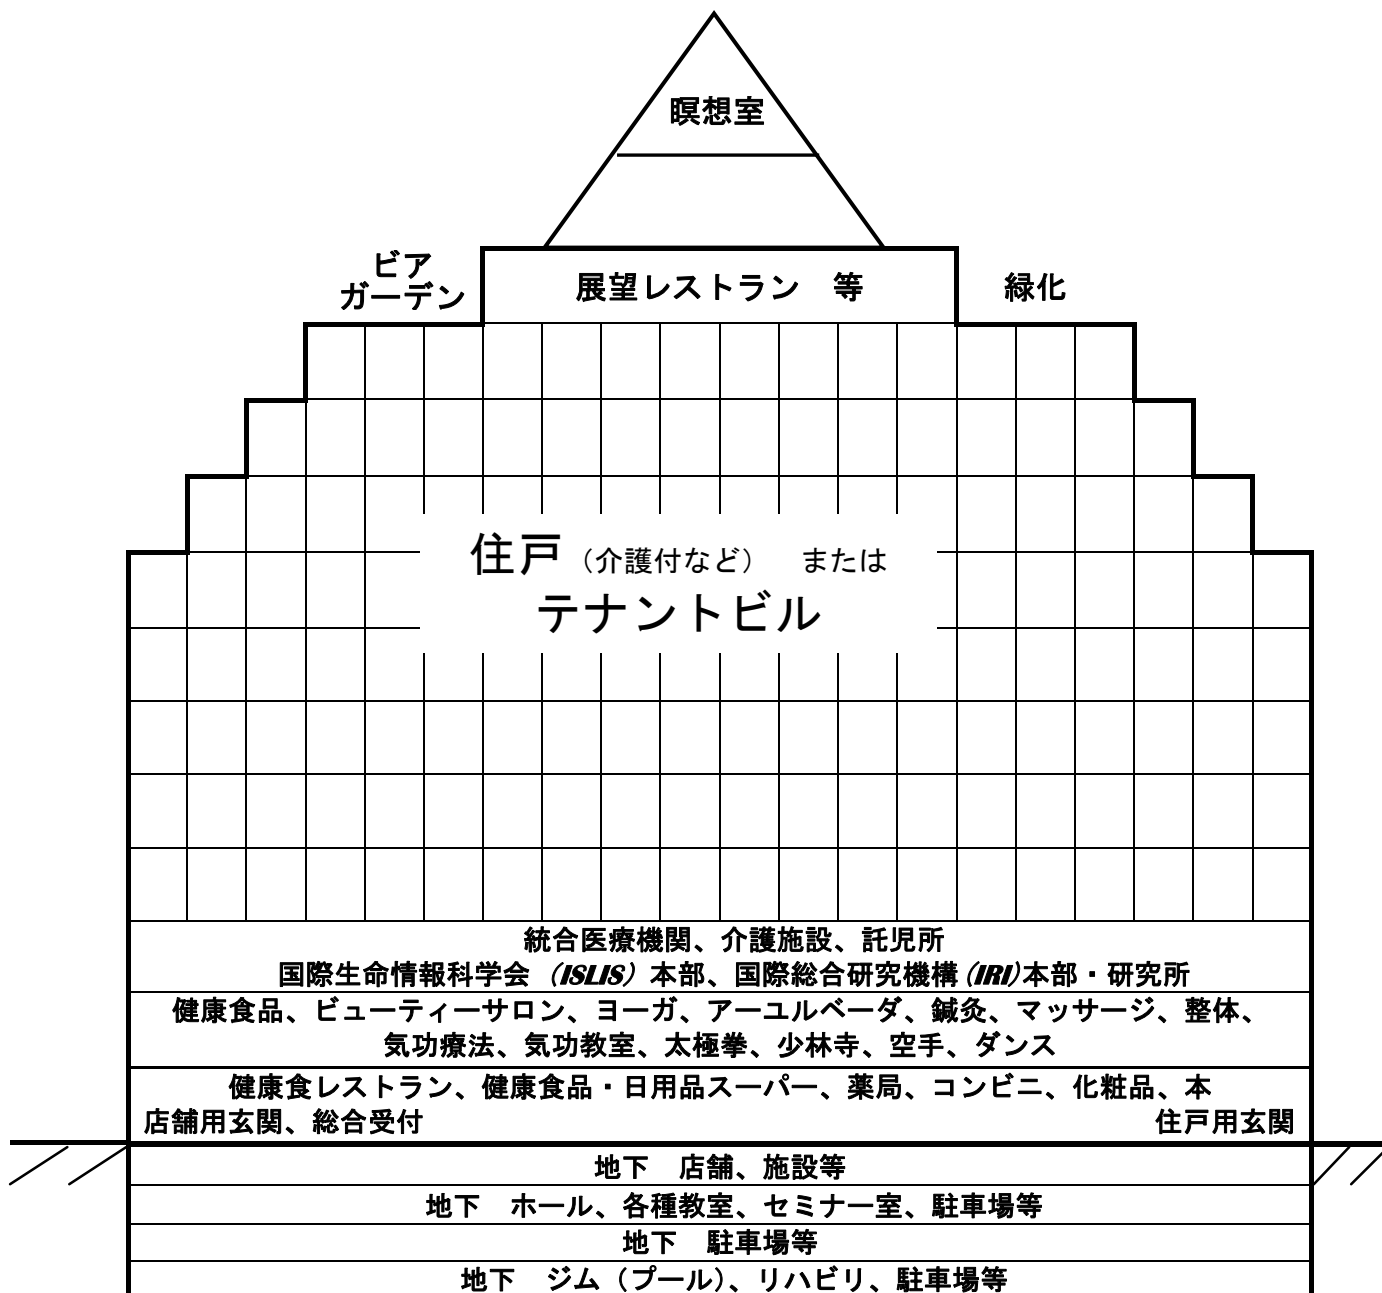 瞑想室
ビア
ガーデン
展望レストラン　等
緑化
住戸（介護付など）　または
テナントビル
統合医療機関、介護施設、託児所
国際生命情報科学会（ISLIS）本部、国際総合研究機構（IRI）本部・研究所
健康食品、ビューティーサロン、ヨーガ、アーユルベーダ、鍼灸、マッサージ、整体、
気功療法、気功教室、太極拳、少林寺、空手、ダンス
健康食レストラン、健康食品・日用品スーパー、薬局、コンビニ、化粧品、本
店舗用玄関、総合受付
住戸用玄関
地下　店舗、施設等
地下　ホール、各種教室、セミナー室、駐車場等
地下　駐車場等
地下　ジム（プール）、リハビリ、駐車場等